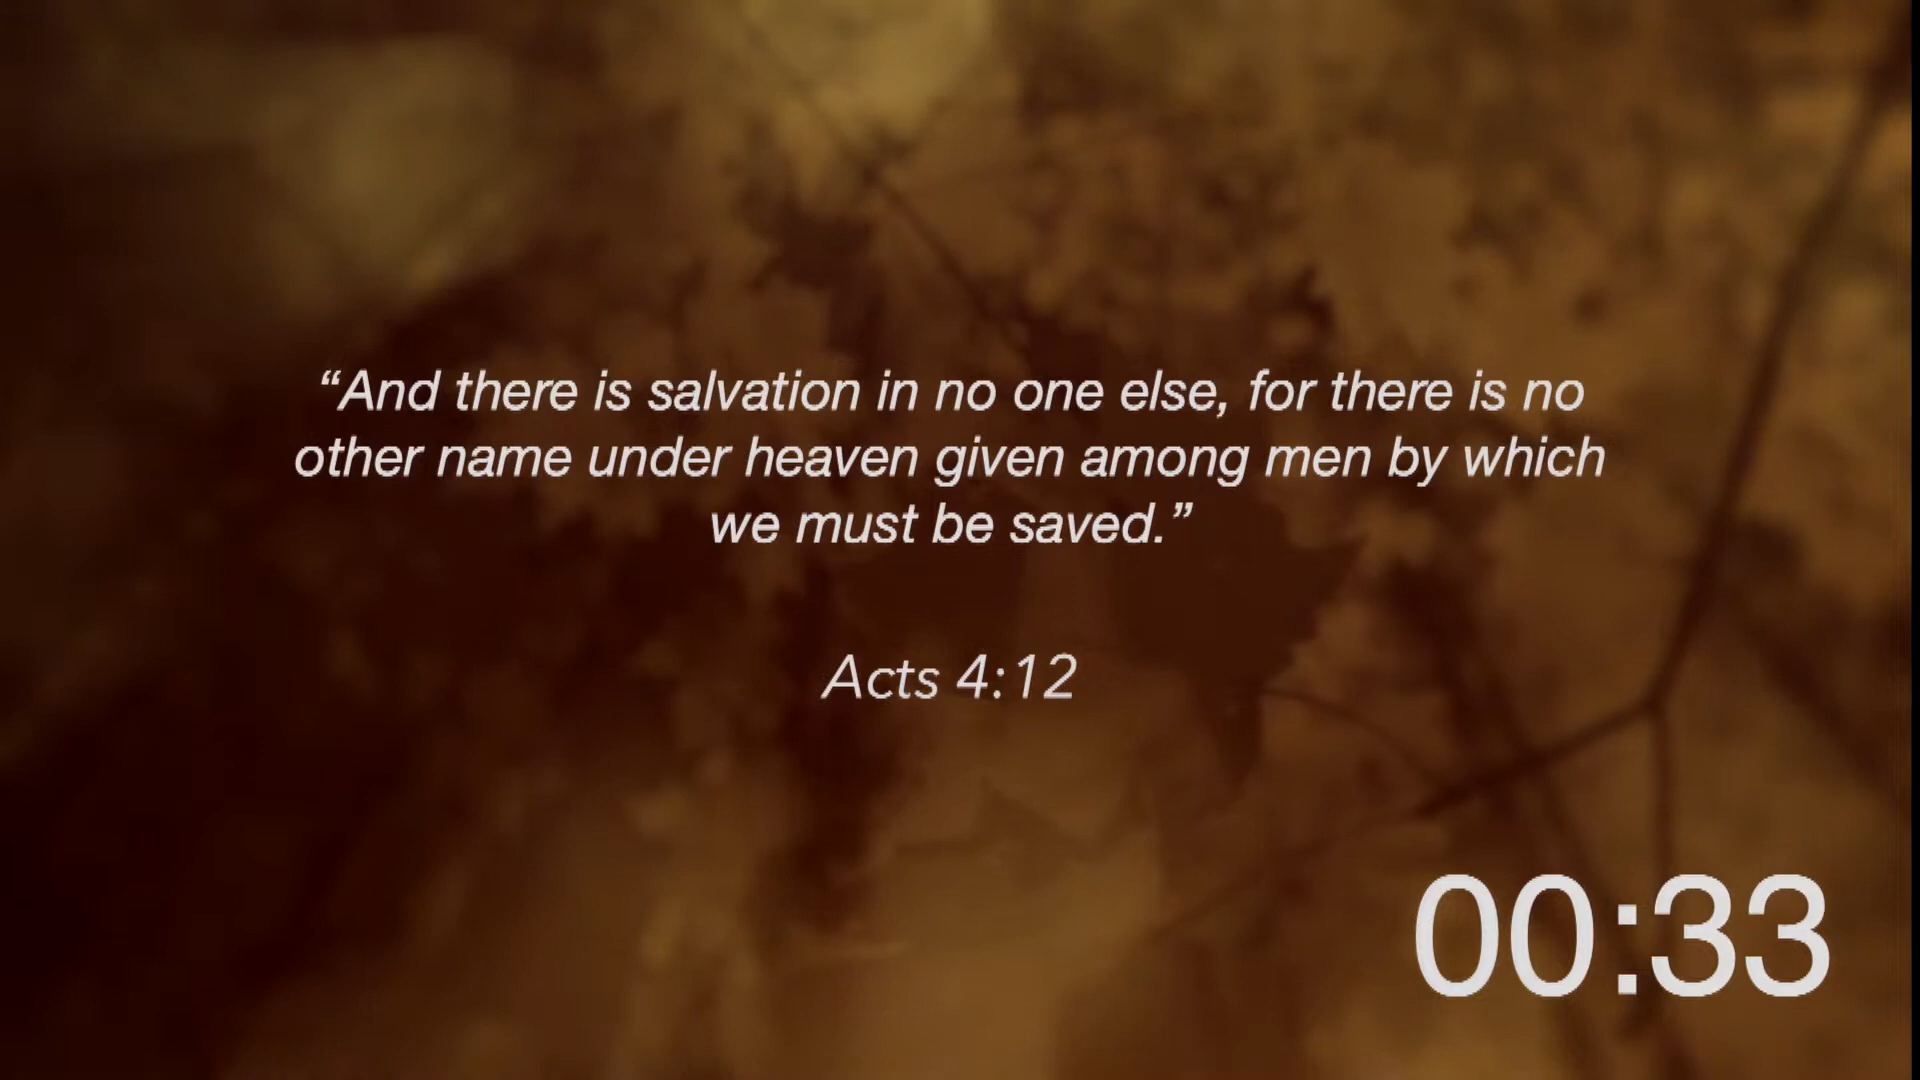 “And there is salvation in no one else, for there is no
other name under heaven given among men by which
we must be saved.”
Acts 4:12
00:33